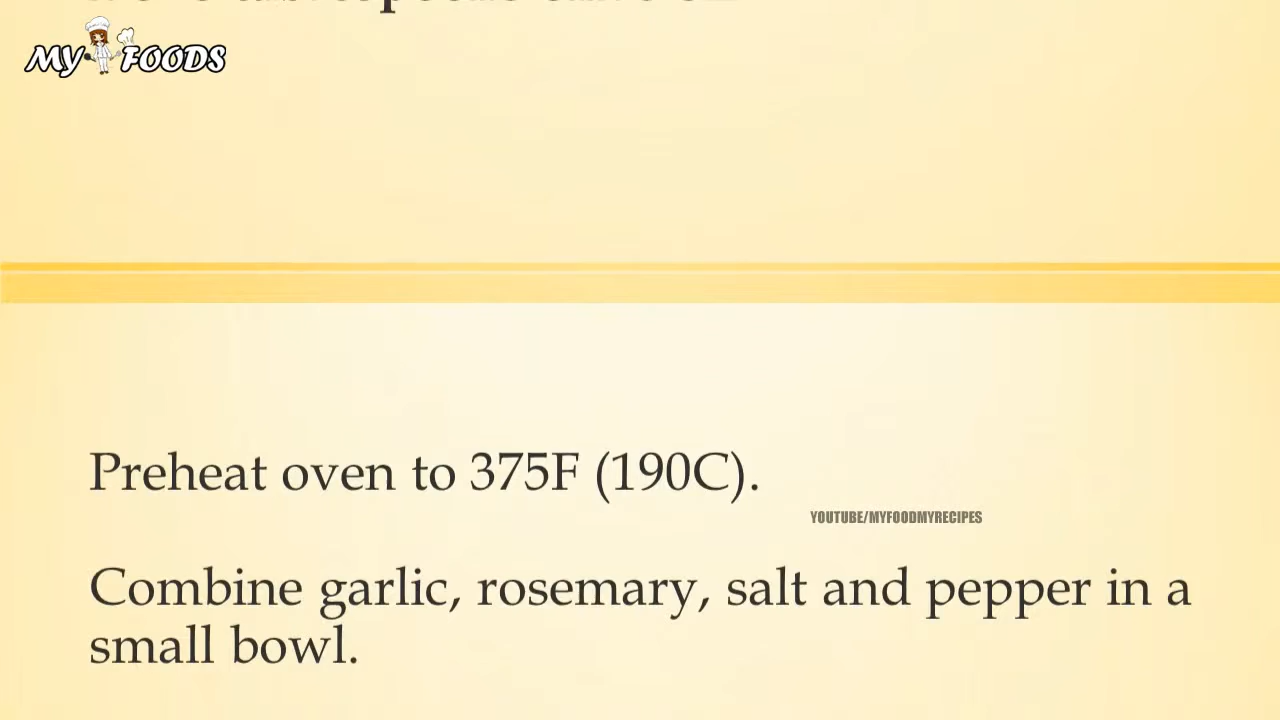 MY FOODS
Preheat oven to 375F (190C).
YOUTUBE/MYFOODMYRECIPES
Combine garlic, rosemary, salt and pepper in a
small bowl.